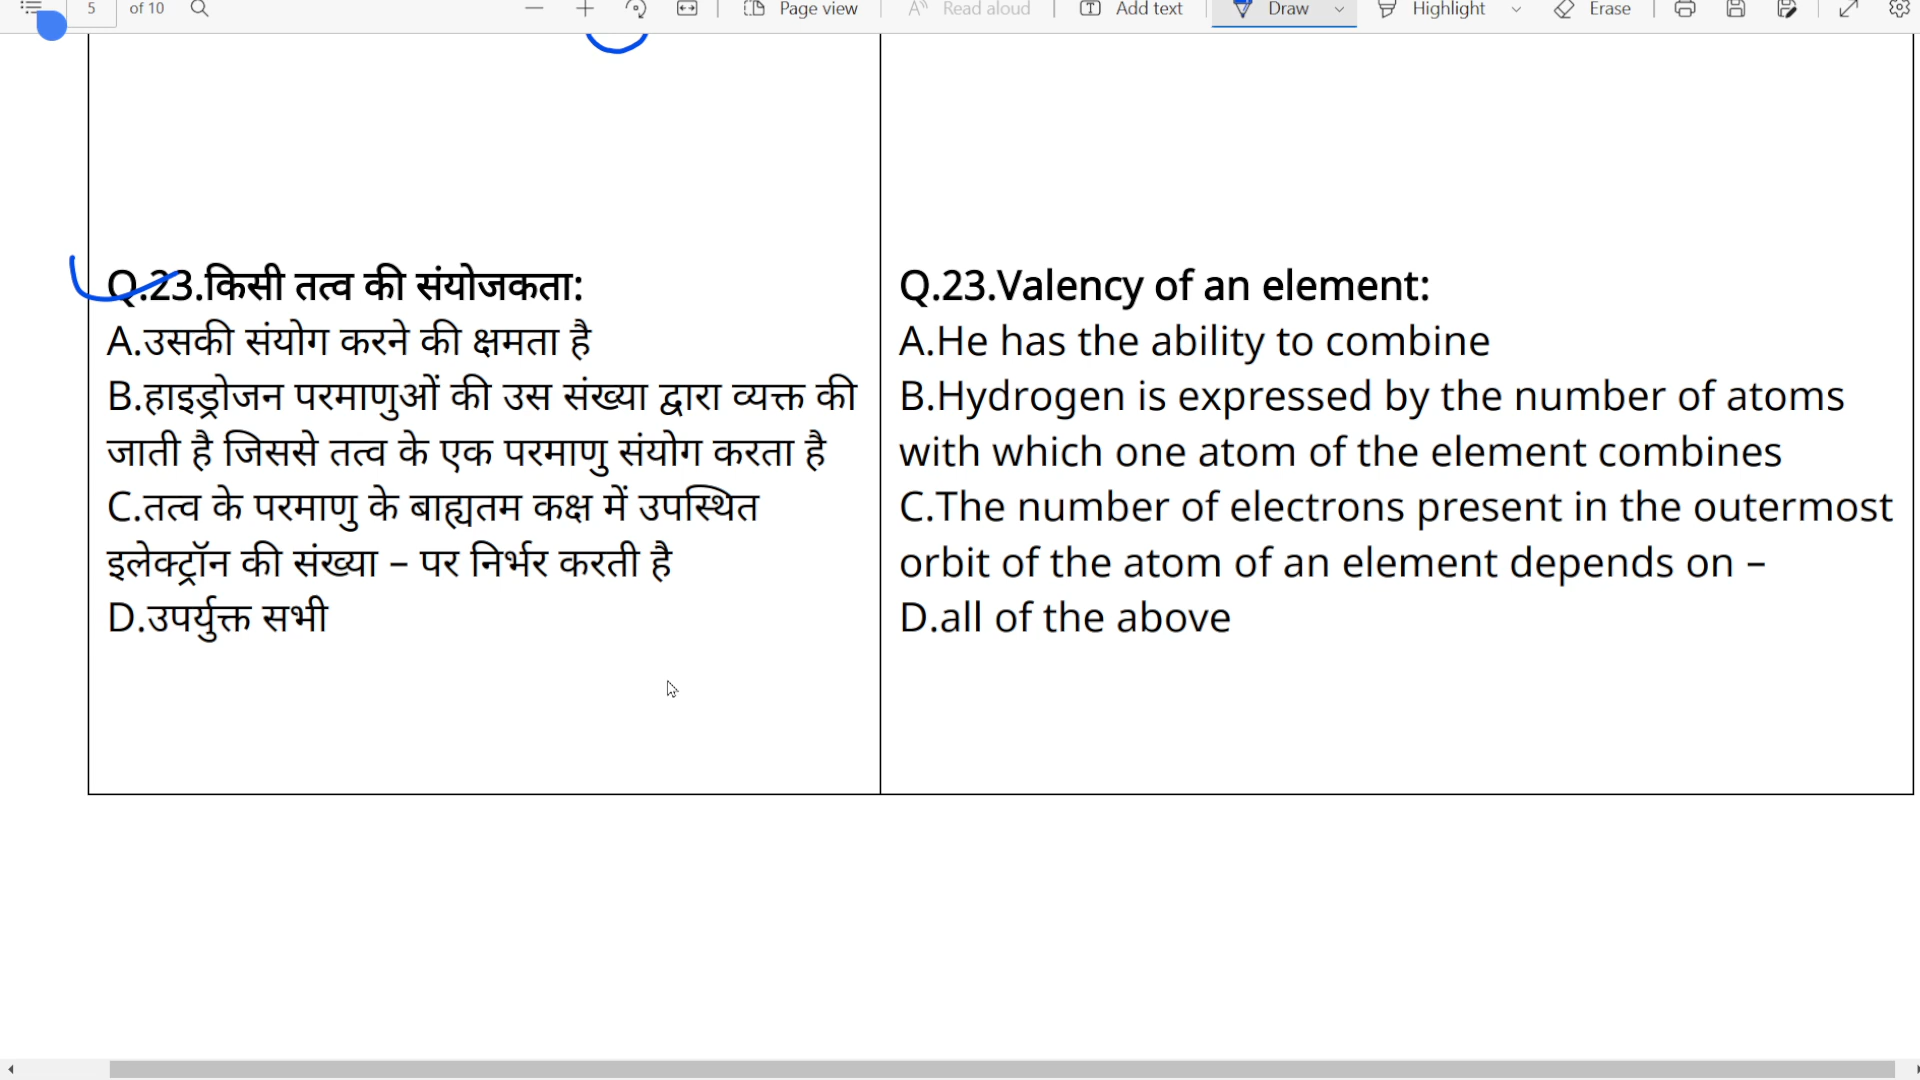 5 of 10 Page view Read aloud Add text Draw Highlight Erase
Q.23.किसी तत्व की संयोजकता:
A.उसकी संयोग करने की क्षमता है
B.हाइड्रोजन परमाणुओं की उस संख्या द्वारा व्यक्त की
जाती है जिससे तत्व के एक परमाणु संयोग करता है
C.तत्व के परमाणु के बाह्यतम कक्ष में उपस्थित
इलेक्ट्रॉन की संख्या – पर निर्भर करती है
D.उपर्युक्त सभी
Q.23.Valency of an element:
A.He has the ability to combine
B.Hydrogen is expressed by the number of atoms
with which one atom of the element combines
C.The number of electrons present in the outermost
orbit of the atom of an element depends on –
D.all of the above